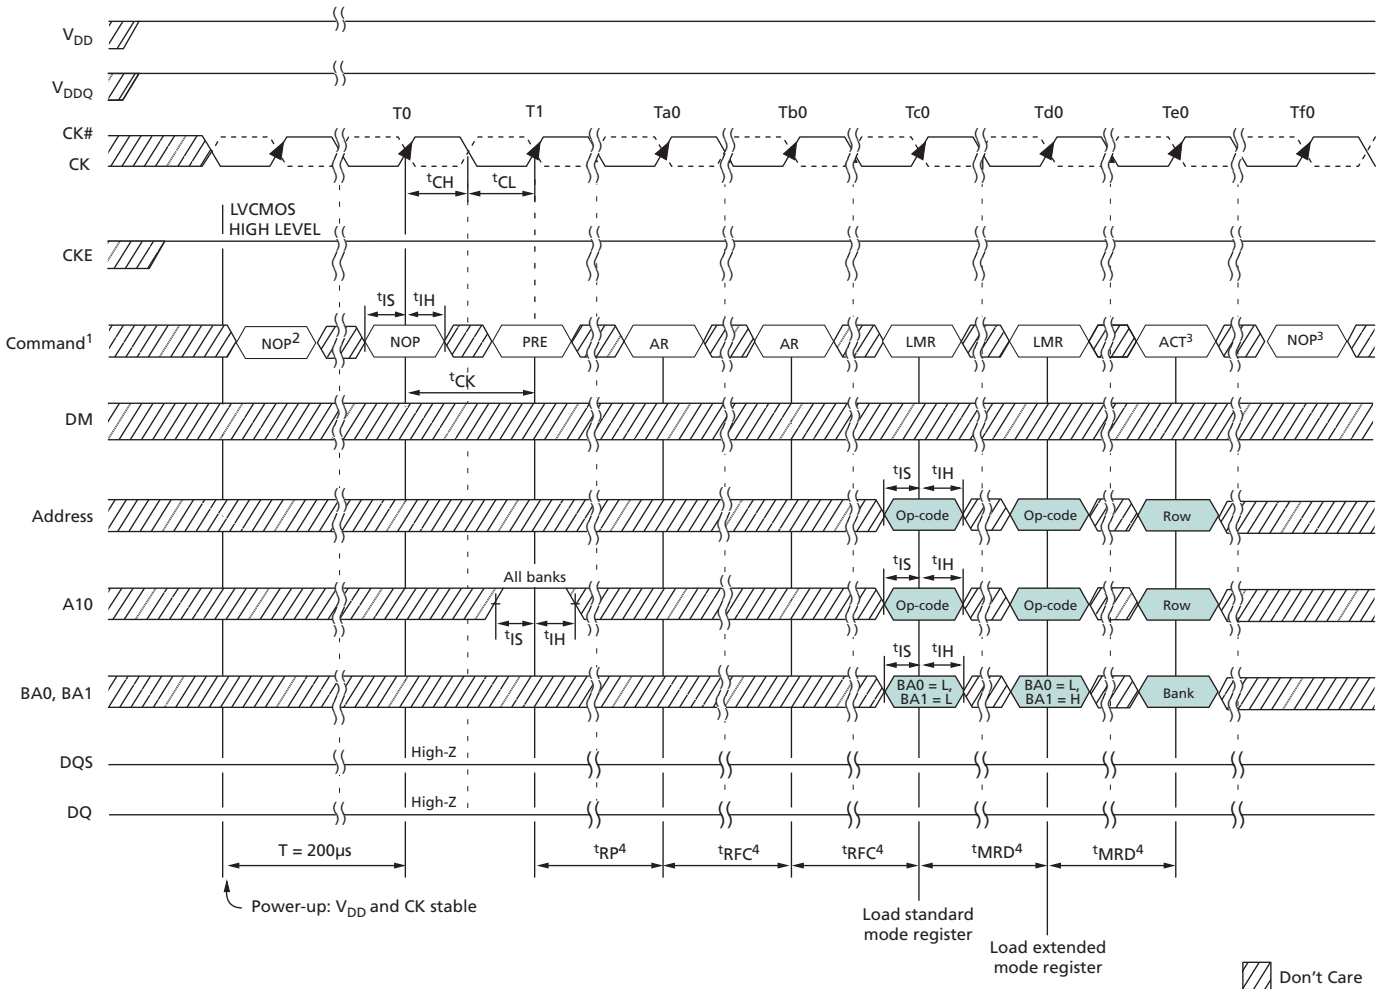 VDD
VDDQ
T0 T1 Ta0 Tb0 Tc0 Td0 Te0 Tf0
CK#
CK
tCH tCL
LVCMOS
HIGH LEVEL
CKE
tIS tIH
Command1 NOP2 NOP PRE AR AR LMR LMR ACT3 NOP3
tCK
DM
tIS tIH
Address Op-code Op-code Row
All banks tIS tIH
A10 Op-code Op-code Row
tIS tIH
tIS tIH
BA0, BA1 BA0 = L, BA1 = L BA0 = L, BA1 = H Bank
DQS High-Z
DQ High-Z
T = 200µs tRP4 tRFC4 tRFC4 tMRD4 tMRD4
Power-up: VDD and CK stable
Load standard
mode register
Load extended
mode register
Don't Care